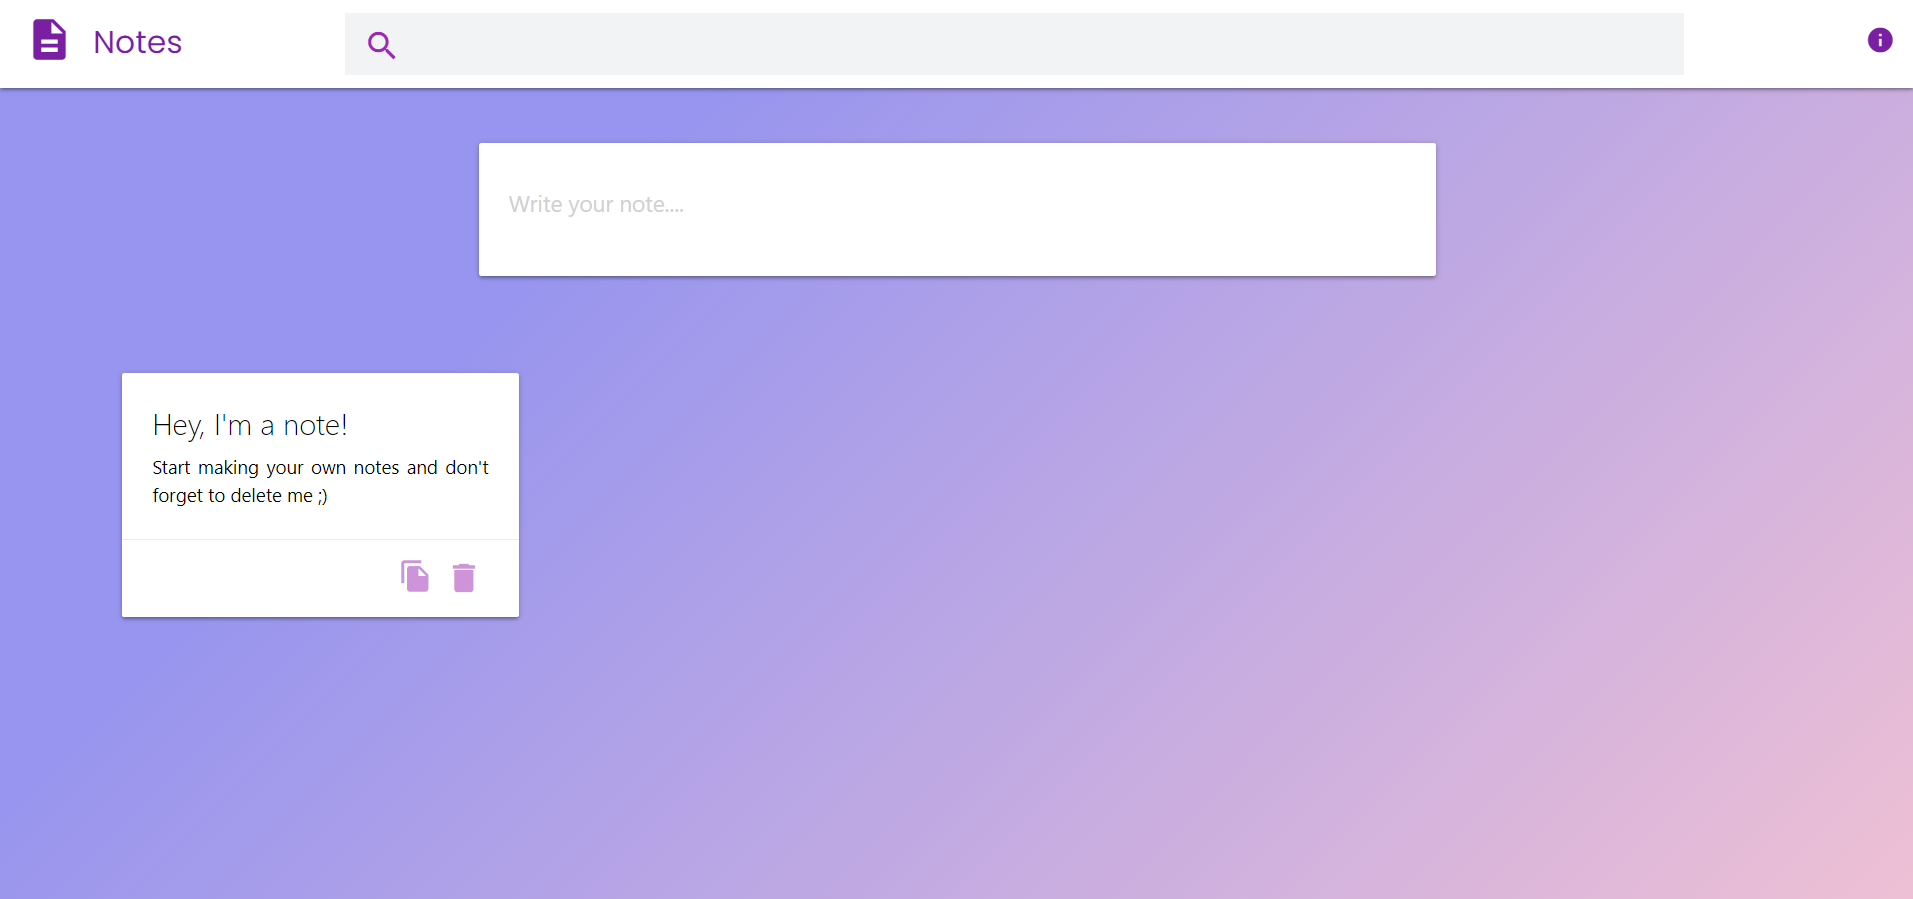 Notes
Write your note....
Hey, I'm a note!
Start making your own notes and don't
forget to delete me ;)